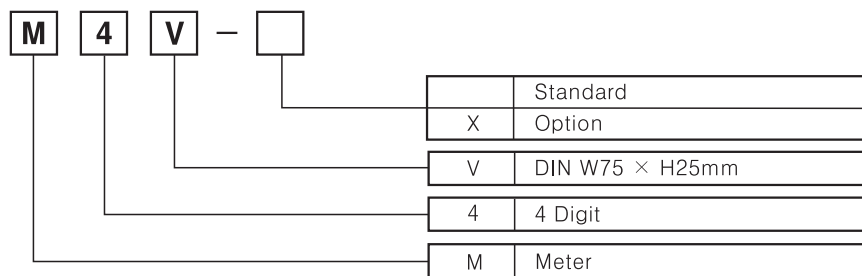 M 4 V -
Standard
X Option
V DIN W75 × H25mm
4 4 Digit
M Meter